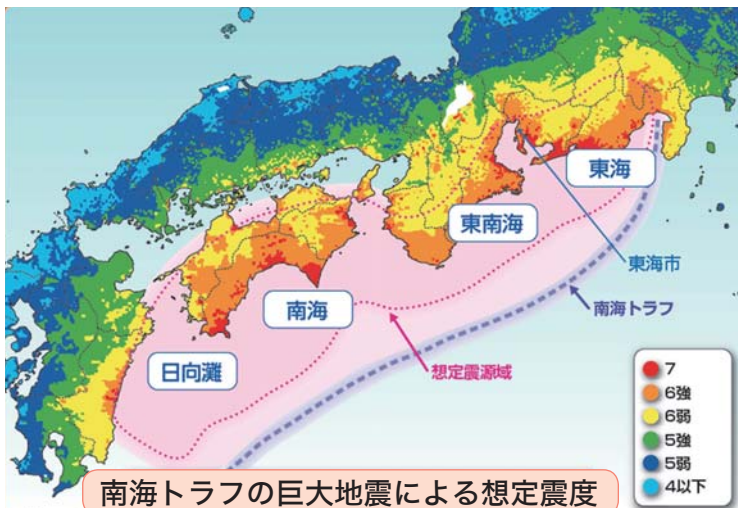 東海
東南海
東海市
南海
南海トラフ
日向灘
想定震源域
7
6強
6弱
5強
5弱
4以下
南海トラフの巨大地震による想定震度